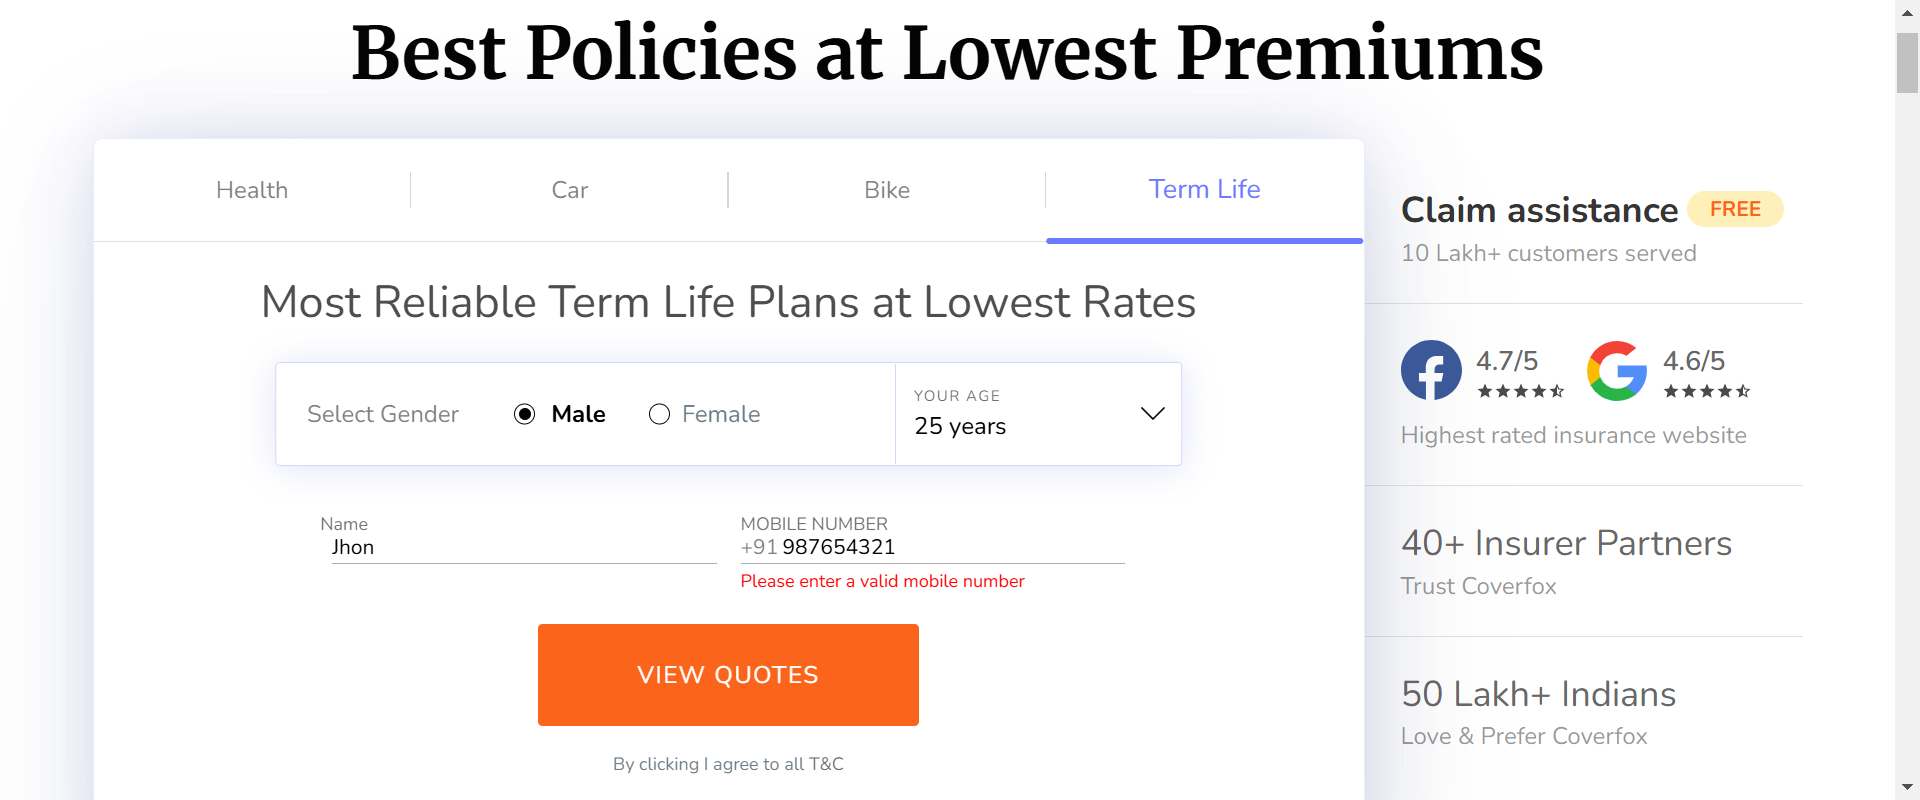 Best Policies at Lowest Premiums
Health
Car
Bike
Term Life
Most Reliable Term Life Plans at Lowest Rates
Select Gender
Male
Female
YOUR AGE
25 years
Name
Jhon
MOBILE NUMBER
+91 987654321
Please enter a valid mobile number
VIEW QUOTES
By clicking I agree to all T&C
Claim assistance FREE
10 Lakh+ customers served
4.7/5
4.6/5
Highest rated insurance website
40+ Insurer Partners
Trust Coverfox
50 Lakh+ Indians
Love & Prefer Coverfox